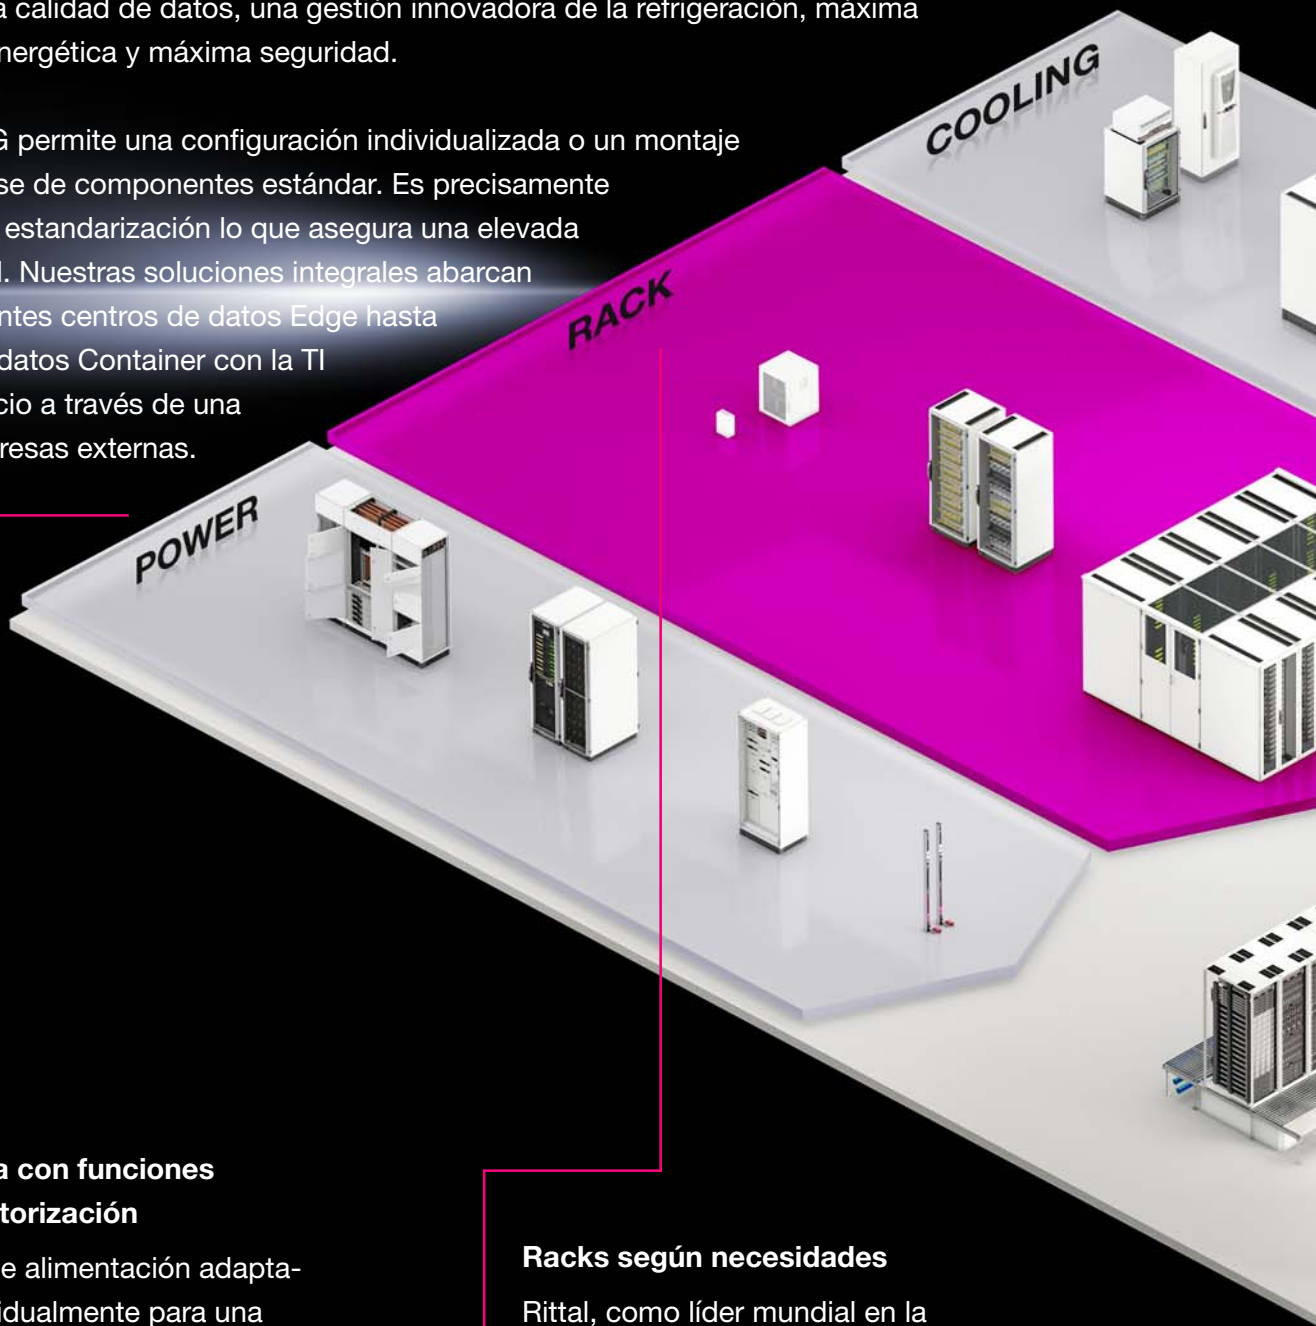 a calidad de datos, una gestión innovadora de la refrigeración, máxima
nergética y máxima seguridad.
G permite una configuración individualizada o un montaje
se de componentes estándar. Es precisamente
estandarización lo que asegura una elevada
l. Nuestras soluciones integrales abarcan
ntes centros de datos Edge hasta
datos Container con la TI
cio a través de una
resas externas.
COOLING
RACK
POWER
a con funciones
torización
e alimentación adapta-
idualmente para una
Racks según necesidades
Rittal, como líder mundial en la